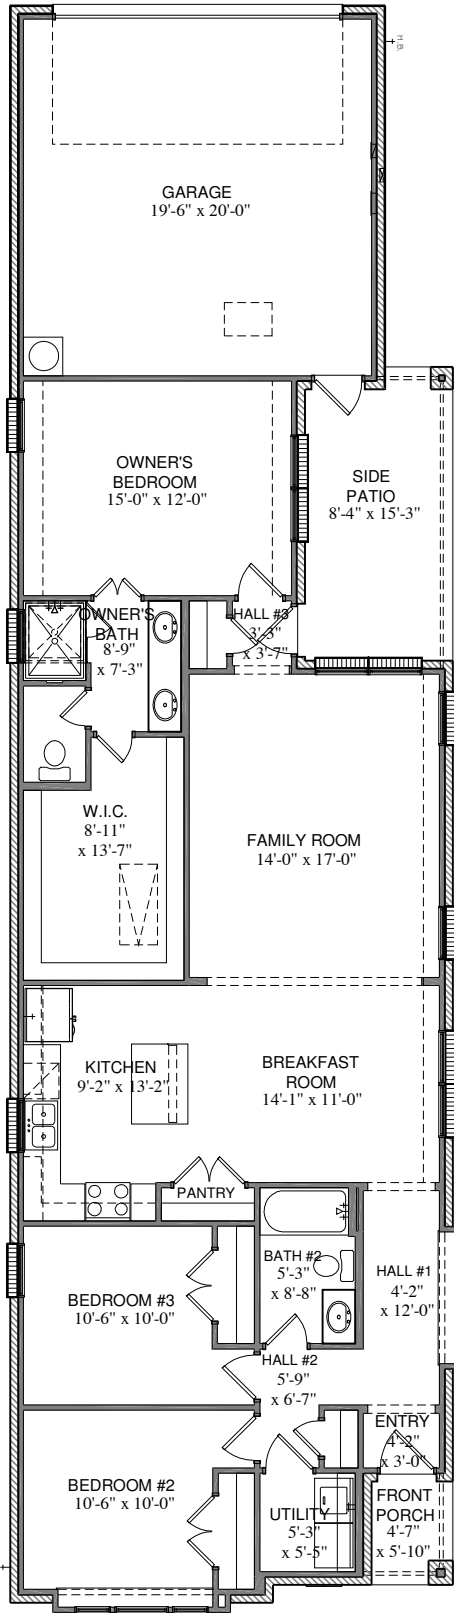 H.B.
GARAGE
19'-6" x 20'-0"
OWNER'S
BEDROOM
15'-0" x 12'-0"
SIDE
PATIO
8'-4" x 15'-3"
OWNER'S
BATH
8'-9"
x 7'-3"
HALL #3
3'-3"
x 3'-7"
W.I.C.
8'-11"
x 13'-7"
FAMILY ROOM
14'-0" x 17'-0"
KITCHEN
9'-2" x 13'-2"
BREAKFAST
ROOM
14'-1" x 11'-0"
PANTRY
BATH #2
5'-3"
x 8'-8"
HALL #1
4'-2"
x 12'-0"
BEDROOM #3
10'-6" x 10'-0"
HALL #2
5'-9"
x 6'-7"
ENTRY
4'-2"
x 3'-0"
BEDROOM #2
10'-6" x 10'-0"
UTILITY
5'-3"
x 5'-5"
FRONT
PORCH
4'-7"
x 5'-10"